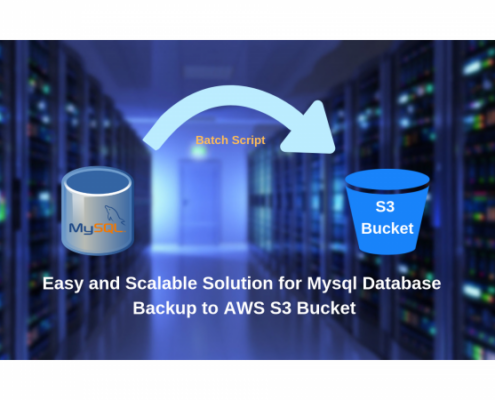 Batch Script
MySQL
S3
Bucket
Easy and Scalable Solution for Mysql Database
Backup to AWS S3 Bucket